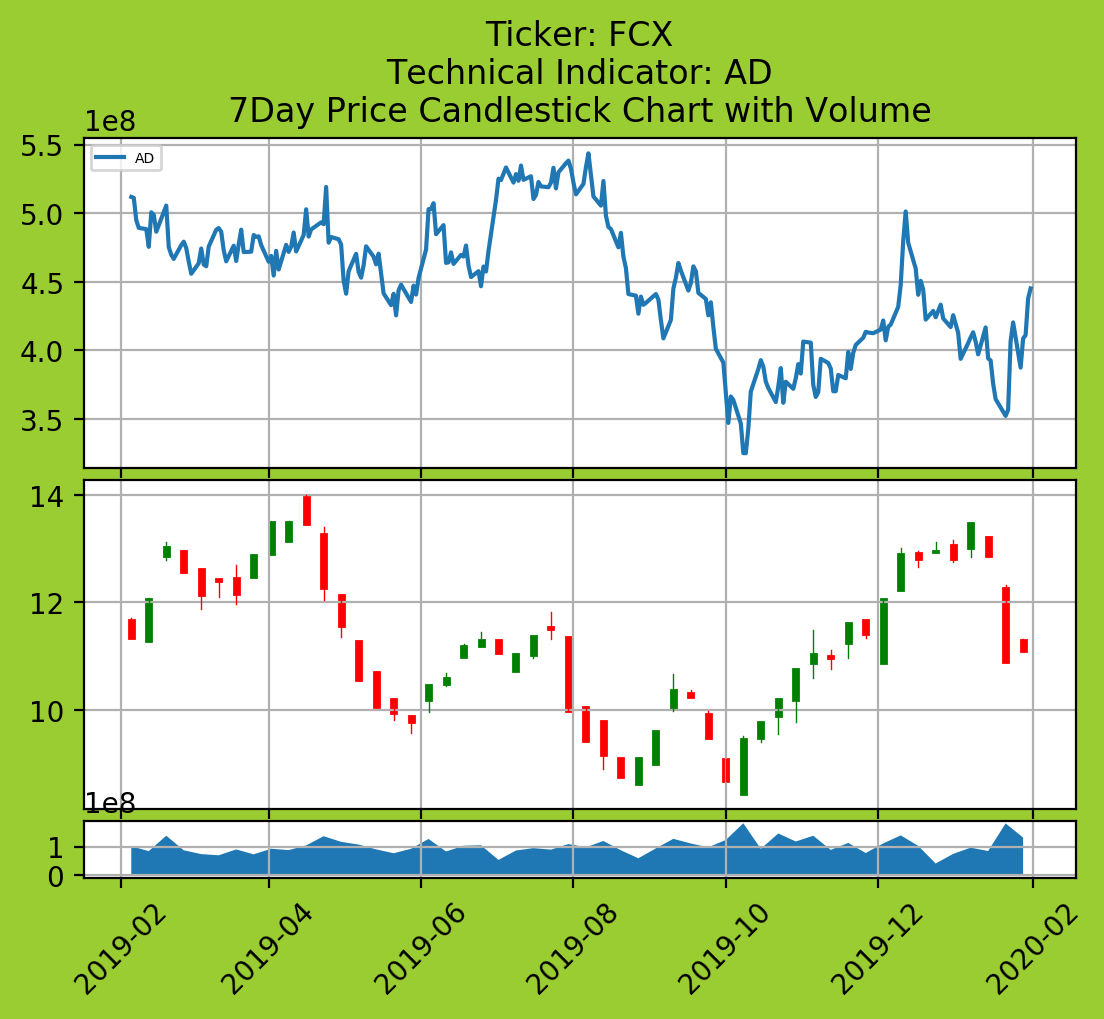 Ticker: FCX
Technical Indicator: AD
7Day Price Candlestick Chart with Volume
1e8
AD
5.5
5.0
4.5
4.0
3.5
14
12
10
1e8
1
0
2019-02
2019-04
2019-06
2019-08
2019-10
2019-12
2020-02